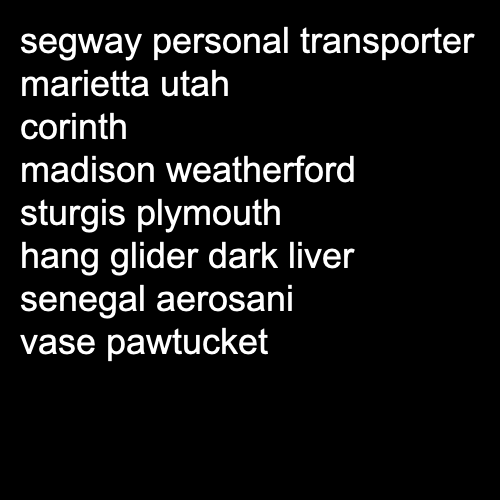 segway personal transporter
marietta utah
corinth
madison weatherford
sturgis plymouth
hang glider dark liver
senegal aerosani
vase pawtucket